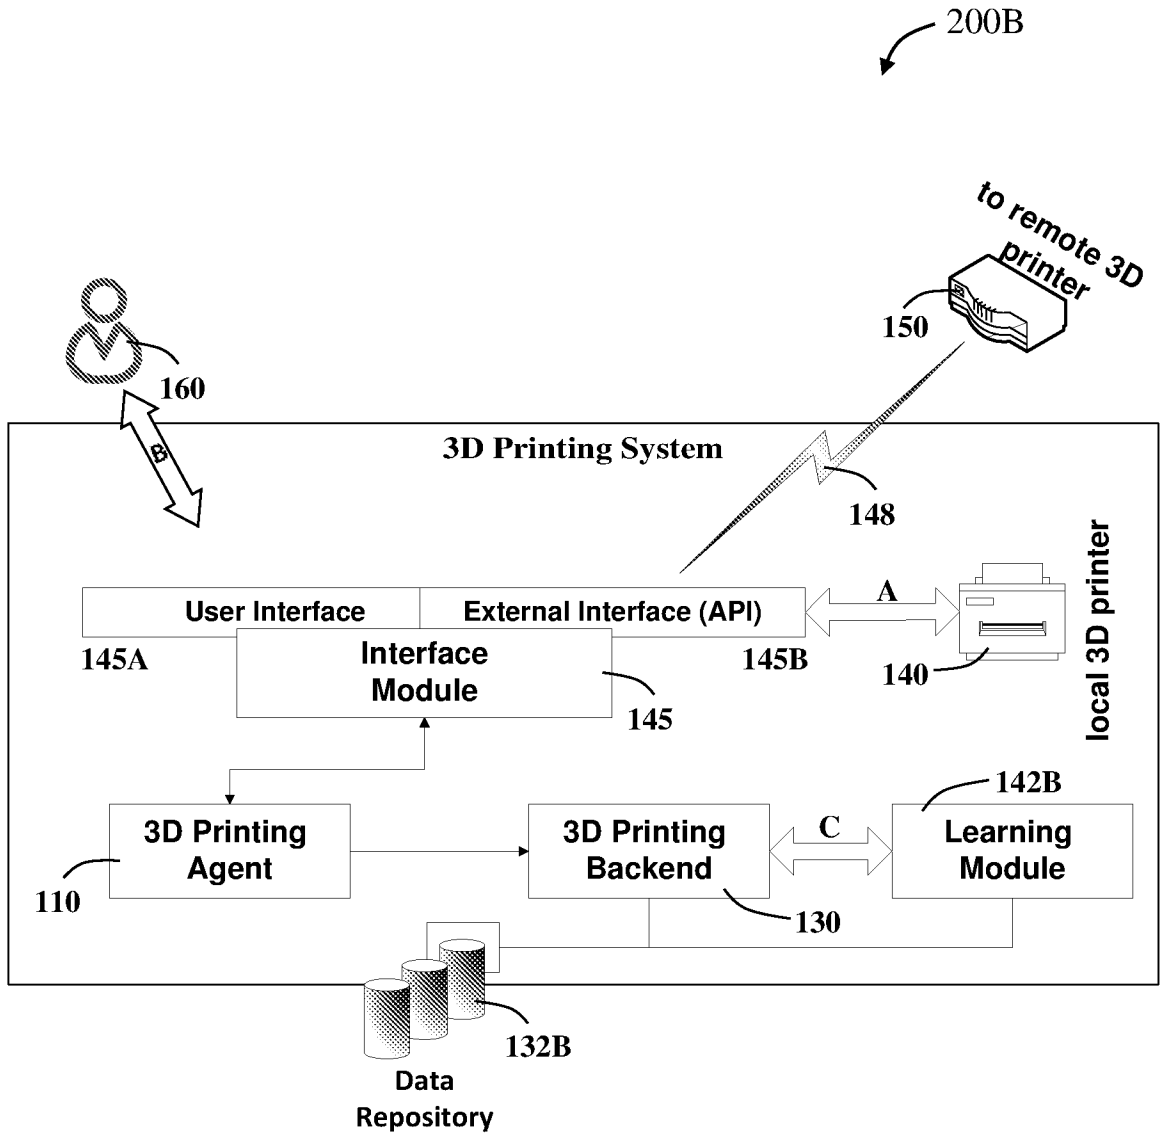 200B
to remote 3D
printer
150
160
B
3D Printing System
148
local 3D printer
User Interface
External Interface (API)
A
145A
Interface
Module
145B
140
145
142B
3D Printing
Agent
3D Printing
Backend
C
Learning
Module
110
130
132B
Data
Repository